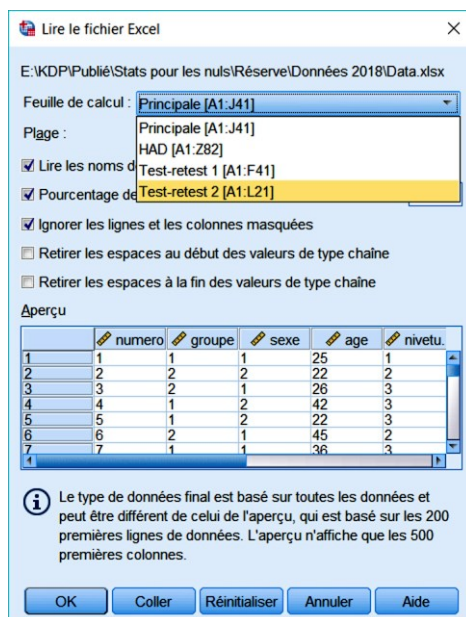 Lire le fichier Excel
E:\KDP\Publié\Stats pour les nuls\Réserve\Données 2018\Data.xlsx
Feuille de calcul : Principale [A1:J41]
Plage :
Principale [A1:J41]
HAD [A1:Z82]
Test-retest 1 [A1:F41]
Test-retest 2 [A1:L21]
Lire les noms d
Pourcentage de
Ignorer les lignes et les colonnes masquées
Retirer les espaces au début des valeurs de type chaîne
Retirer les espaces à la fin des valeurs de type chaîne
Aperçu
numero groupe sexe age nivetu.
1 1 1 1 25 1
2 2 2 2 22 2
3 3 2 1 26 3
4 4 1 2 42 3
5 5 1 2 22 3
6 6 2 1 45 2
7 7 1 1 36 3
Le type de données final est basé sur toutes les données et
peut être différent de celui de l'aperçu, qui est basé sur les 200
premières lignes de données. L'aperçu n'affiche que les 500
premières colonnes.
OK Coller Réinitialiser Annuler Aide